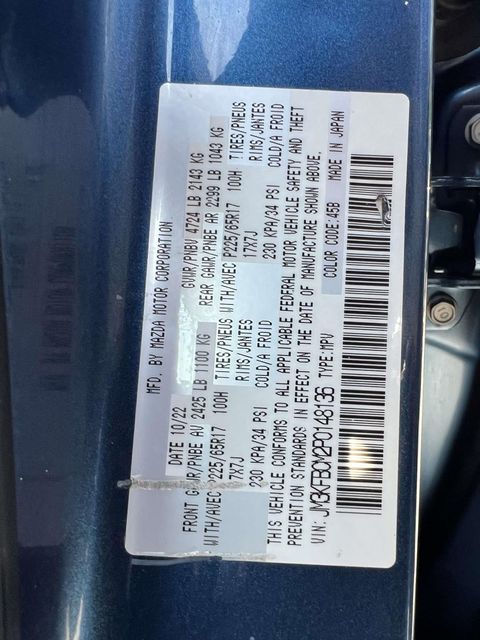 MFD. BY MAZDA MOTOR CORPORATION
DATE 10/22 GVWR/PNBV 4724 LB 2143 KG
FRONT GAWR/PNBE AV 2425 LB 1100 KG REAR GAWR/PNBE AR 2299 LB 1043 KG
TIRES/PNEUS TIRES/PNEUS
WITH/AVEC P225/65R17 100H WITH/AVEC P225/65R17 100H
RIMS/JANTES 17X7J RIMS/JANTES 17X7J
COLD/A FROID 230 KPA/34 PSI COLD/A FROID 230 KPA/34 PSI
THIS VEHICLE CONFORMS TO ALL APPLICABLE FEDERAL MOTOR VEHICLE SAFETY AND THEFT
PREVENTION STANDARDS IN EFFECT ON THE DATE OF MANUFACTURE SHOWN ABOVE.
VIN: JM3KFBCM2P0148136 TYPE: MPV COLOR CODE: 45B MADE IN JAPAN